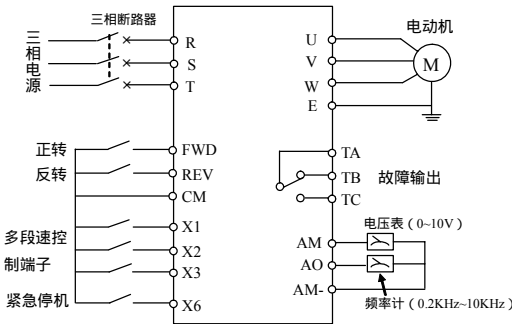 三相断路器
三相电源
R
S
T
正转
反转
多段速控
制端子
紧急停机
FWD
REV
CM
X1
X2
X3
X6
电动机
U
V
W
E
M
TA
TB
TC
故障输出
电压表（0~10V）
AM
AO
AM-
频率计（0.2KHz~10KHz）